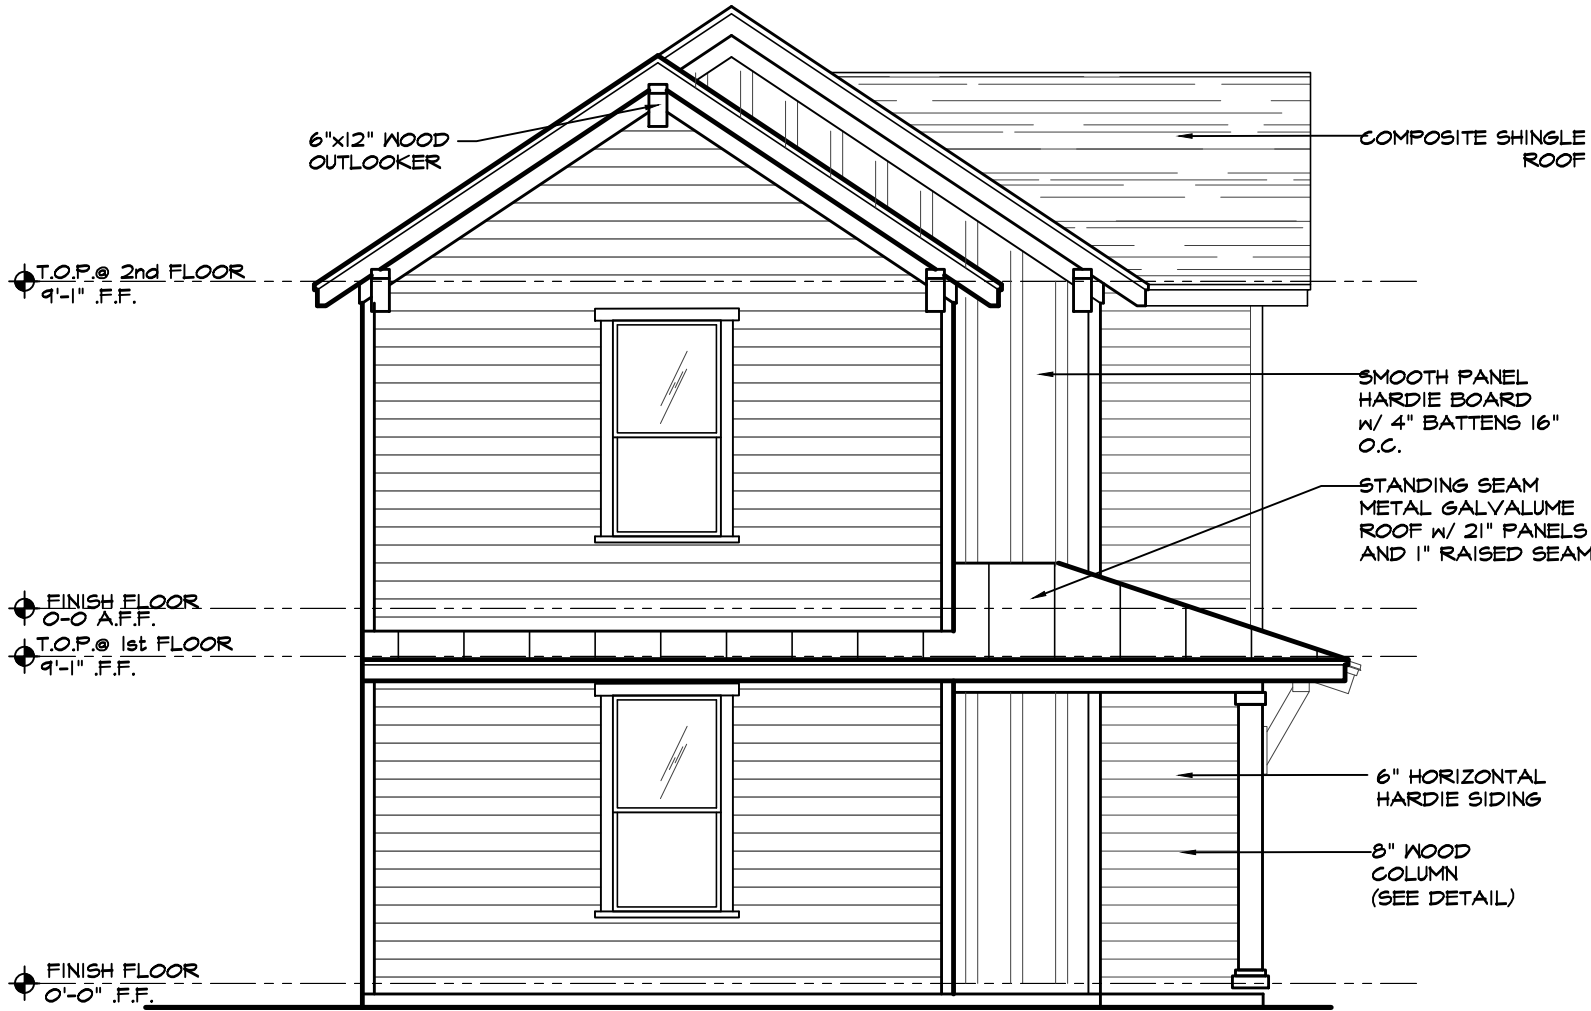 6"x12" WOOD
OUTLOOKER
COMPOSITE SHINGLE
ROOF
T.O.P.@ 2nd FLOOR
9'-1" .F.F.
SMOOTH PANEL
HARDIE BOARD
w/ 4" BATTENS 16"
O.C.
STANDING SEAM
METAL GALVALUME
ROOF w/ 21" PANELS
AND 1" RAISED SEAM
FINISH FLOOR
0-0 A.F.F.
T.O.P.@ 1st FLOOR
9'-1" .F.F.
6" HORIZONTAL
HARDIE SIDING
8" WOOD
COLUMN
(SEE DETAIL)
FINISH FLOOR
0'-0" .F.F.